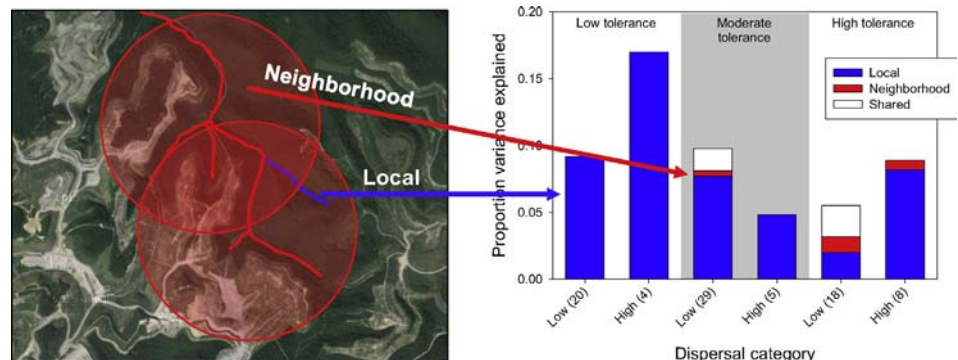 Neighborhood
Local
Proportion variance explained
0.20
0.15
0.10
0.05
0.00
Low tolerance
Moderate
tolerance
High tolerance
Local
Neighborhood
Shared
Low (20)
High (4)
Low (29)
High (5)
Low (18)
High (8)
Dispersal category